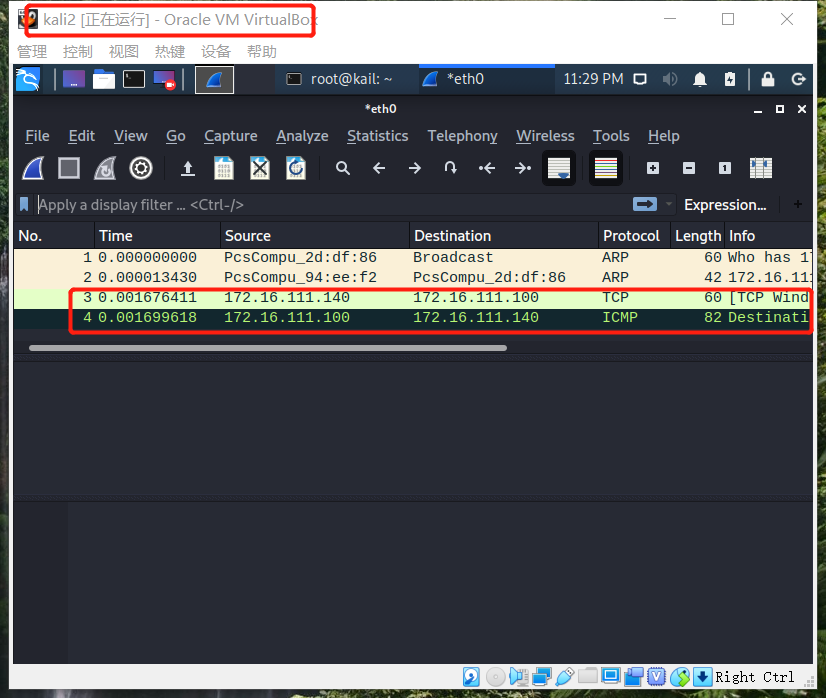 kali2 [正在运行] - Oracle VM VirtualBox
管理 控制 视图 热键 设备 帮助
root@kail: ~ *eth0 11:29 PM
*eth0
File Edit View Go Capture Analyze Statistics Telephony Wireless Tools Help
Apply a display filter ... <Ctrl-/> Expression... +
No. Time Source Destination Protocol Length Info
1 0.000000000 PcsCompu_2d:df:86 Broadcast ARP 60 Who has 17
2 0.000013430 PcsCompu_94:ee:f2 PcsCompu_2d:df:86 ARP 42 172.16.11
3 0.001676411 172.16.111.140 172.16.111.100 TCP 60 [TCP Wind
4 0.001699618 172.16.111.100 172.16.111.140 ICMP 82 Destinati
Right Ctrl